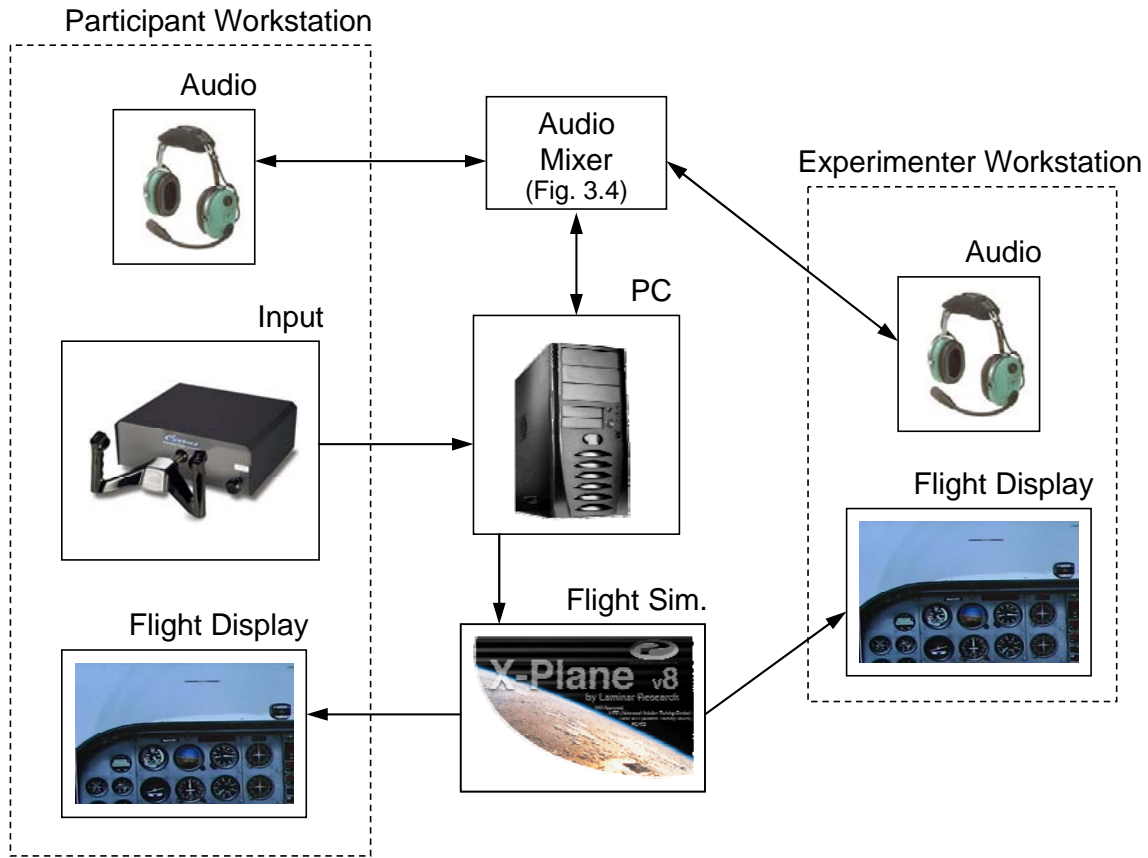 Participant Workstation
Audio
Audio
Mixer
(Fig. 3.4)
Experimenter Workstation
Audio
PC
Input
Flight Display
Flight Sim.
Flight Display
X-Plane v8
by Laminar Research